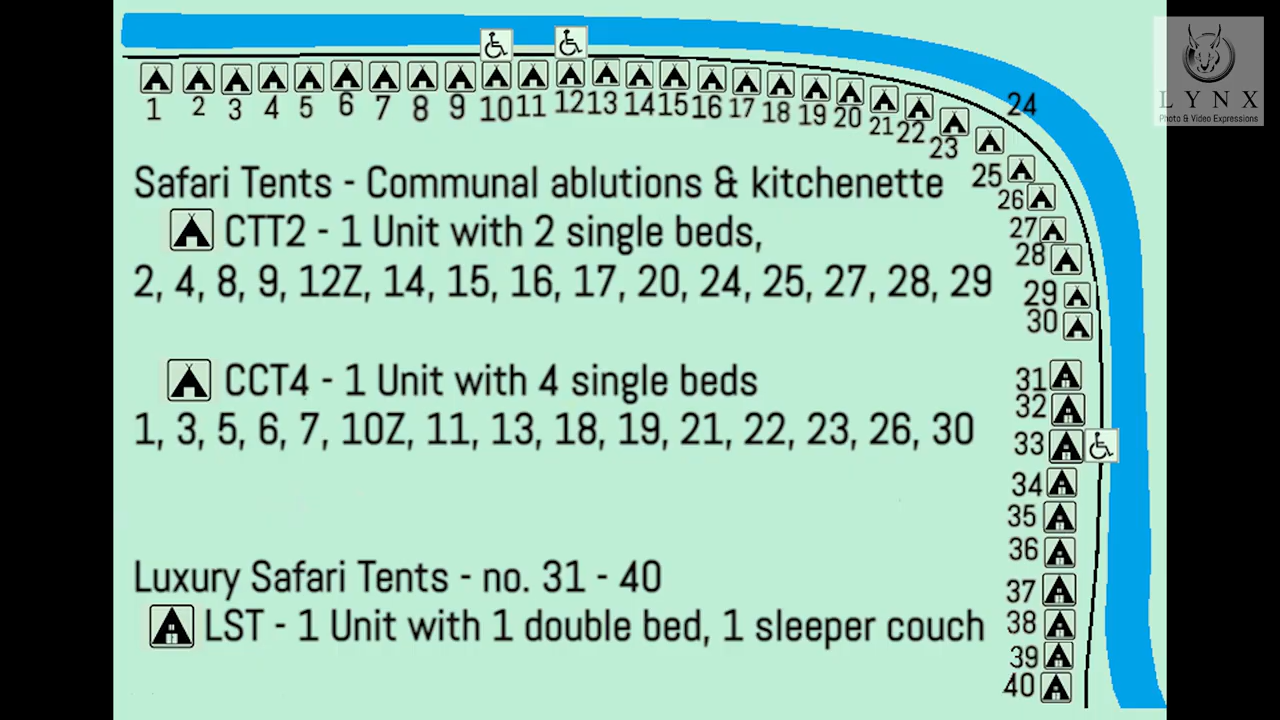 LYNX
Photo & Video Expressions
1 2 3 4 5 6 7 8 9 10 11 12 13 14 15 16 17 18 19 20 21 22 23 24
25
26
27
28
29
30
31
32
33
34
35
36
37
38
39
40
Safari Tents - Communal ablutions & kitchenette
CTT2 - 1 Unit with 2 single beds,
2, 4, 8, 9, 12Z, 14, 15, 16, 17, 20, 24, 25, 27, 28, 29
CCT4 - 1 Unit with 4 single beds
1, 3, 5, 6, 7, 10Z, 11, 13, 18, 19, 21, 22, 23, 26, 30
Luxury Safari Tents - no. 31 - 40
LST - 1 Unit with 1 double bed, 1 sleeper couch